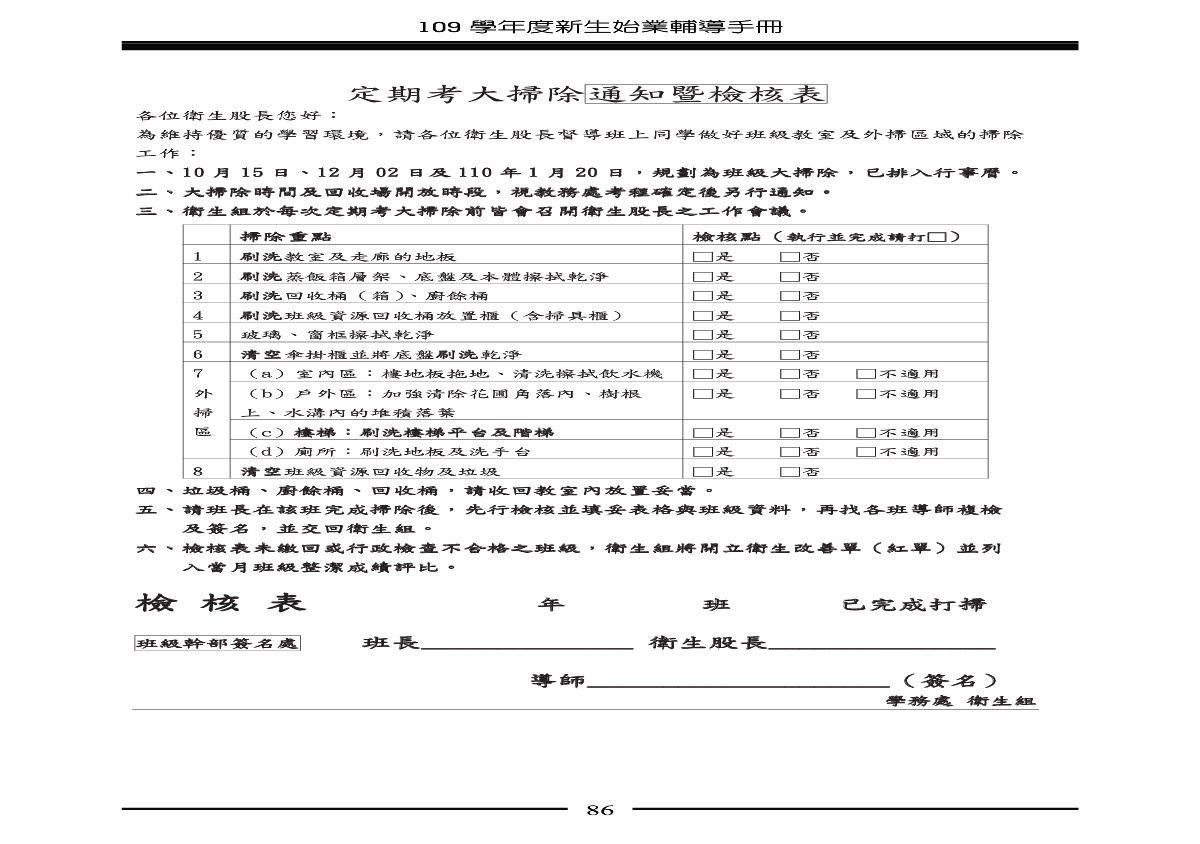 109 學年度新生始業輔導手冊
定期考大掃除通知暨檢核表
各位衛生股長您好：
為維持優質的學習環境，請各位衛生股長督導班上同學做好班級教室及外掃區域的掃除
工作：
一、10 月 15 日、12 月 02 日及 110 年 1 月 20 日，規劃為班級大掃除，已排入行事曆。
二、大掃除時間及回收場開放時段，視教務處考程確定後另行通知。
三、衛生組於每次定期考大掃除前皆會召開衛生股長之工作會議。
掃除重點 檢核點（執行並完成請打□）
1 刷洗教室及走廊的地板 □是 □否
2 刷洗蒸飯箱層架、底盤及本體擦拭乾淨 □是 □否
3 刷洗回收桶（箱）、廚餘桶 □是 □否
4 刷洗班級資源回收桶放置櫃（含掃具櫃） □是 □否
5 玻璃、窗框擦拭乾淨 □是 □否
6 清空傘掛櫃並將底盤刷洗乾淨 □是 □否
7 （a）室內區：樓地板拖地、清洗擦拭飲水機 □是 □否 □不適用
外 （b）戶外區：加強清除花圃角落內、樹根 □是 □否 □不適用
掃 上、水溝內的堆積落葉
區 （c）樓梯：刷洗樓梯平台及階梯 □是 □否 □不適用
（d）廁所：刷洗地板及洗手台 □是 □否 □不適用
8 清空班級資源回收物及垃圾 □是 □否
四、垃圾桶、廚餘桶、回收桶，請收回教室內放置妥當。
五、請班長在該班完成掃除後，先行檢核並填妥表格與班級資料，再找各班導師複檢
及簽名，並交回衛生組。
六、檢核表未繳回或行政檢查不合格之班級，衛生組將開立衛生改善單（紅單）並列
入當月班級整潔成績評比。
檢 核 表 年 班 已完成打掃
班級幹部簽名處 班長＿＿＿＿＿＿＿ 衛生股長＿＿＿＿＿＿＿
導師＿＿＿＿＿＿＿＿＿＿（簽名）
學務處 衛生組
86